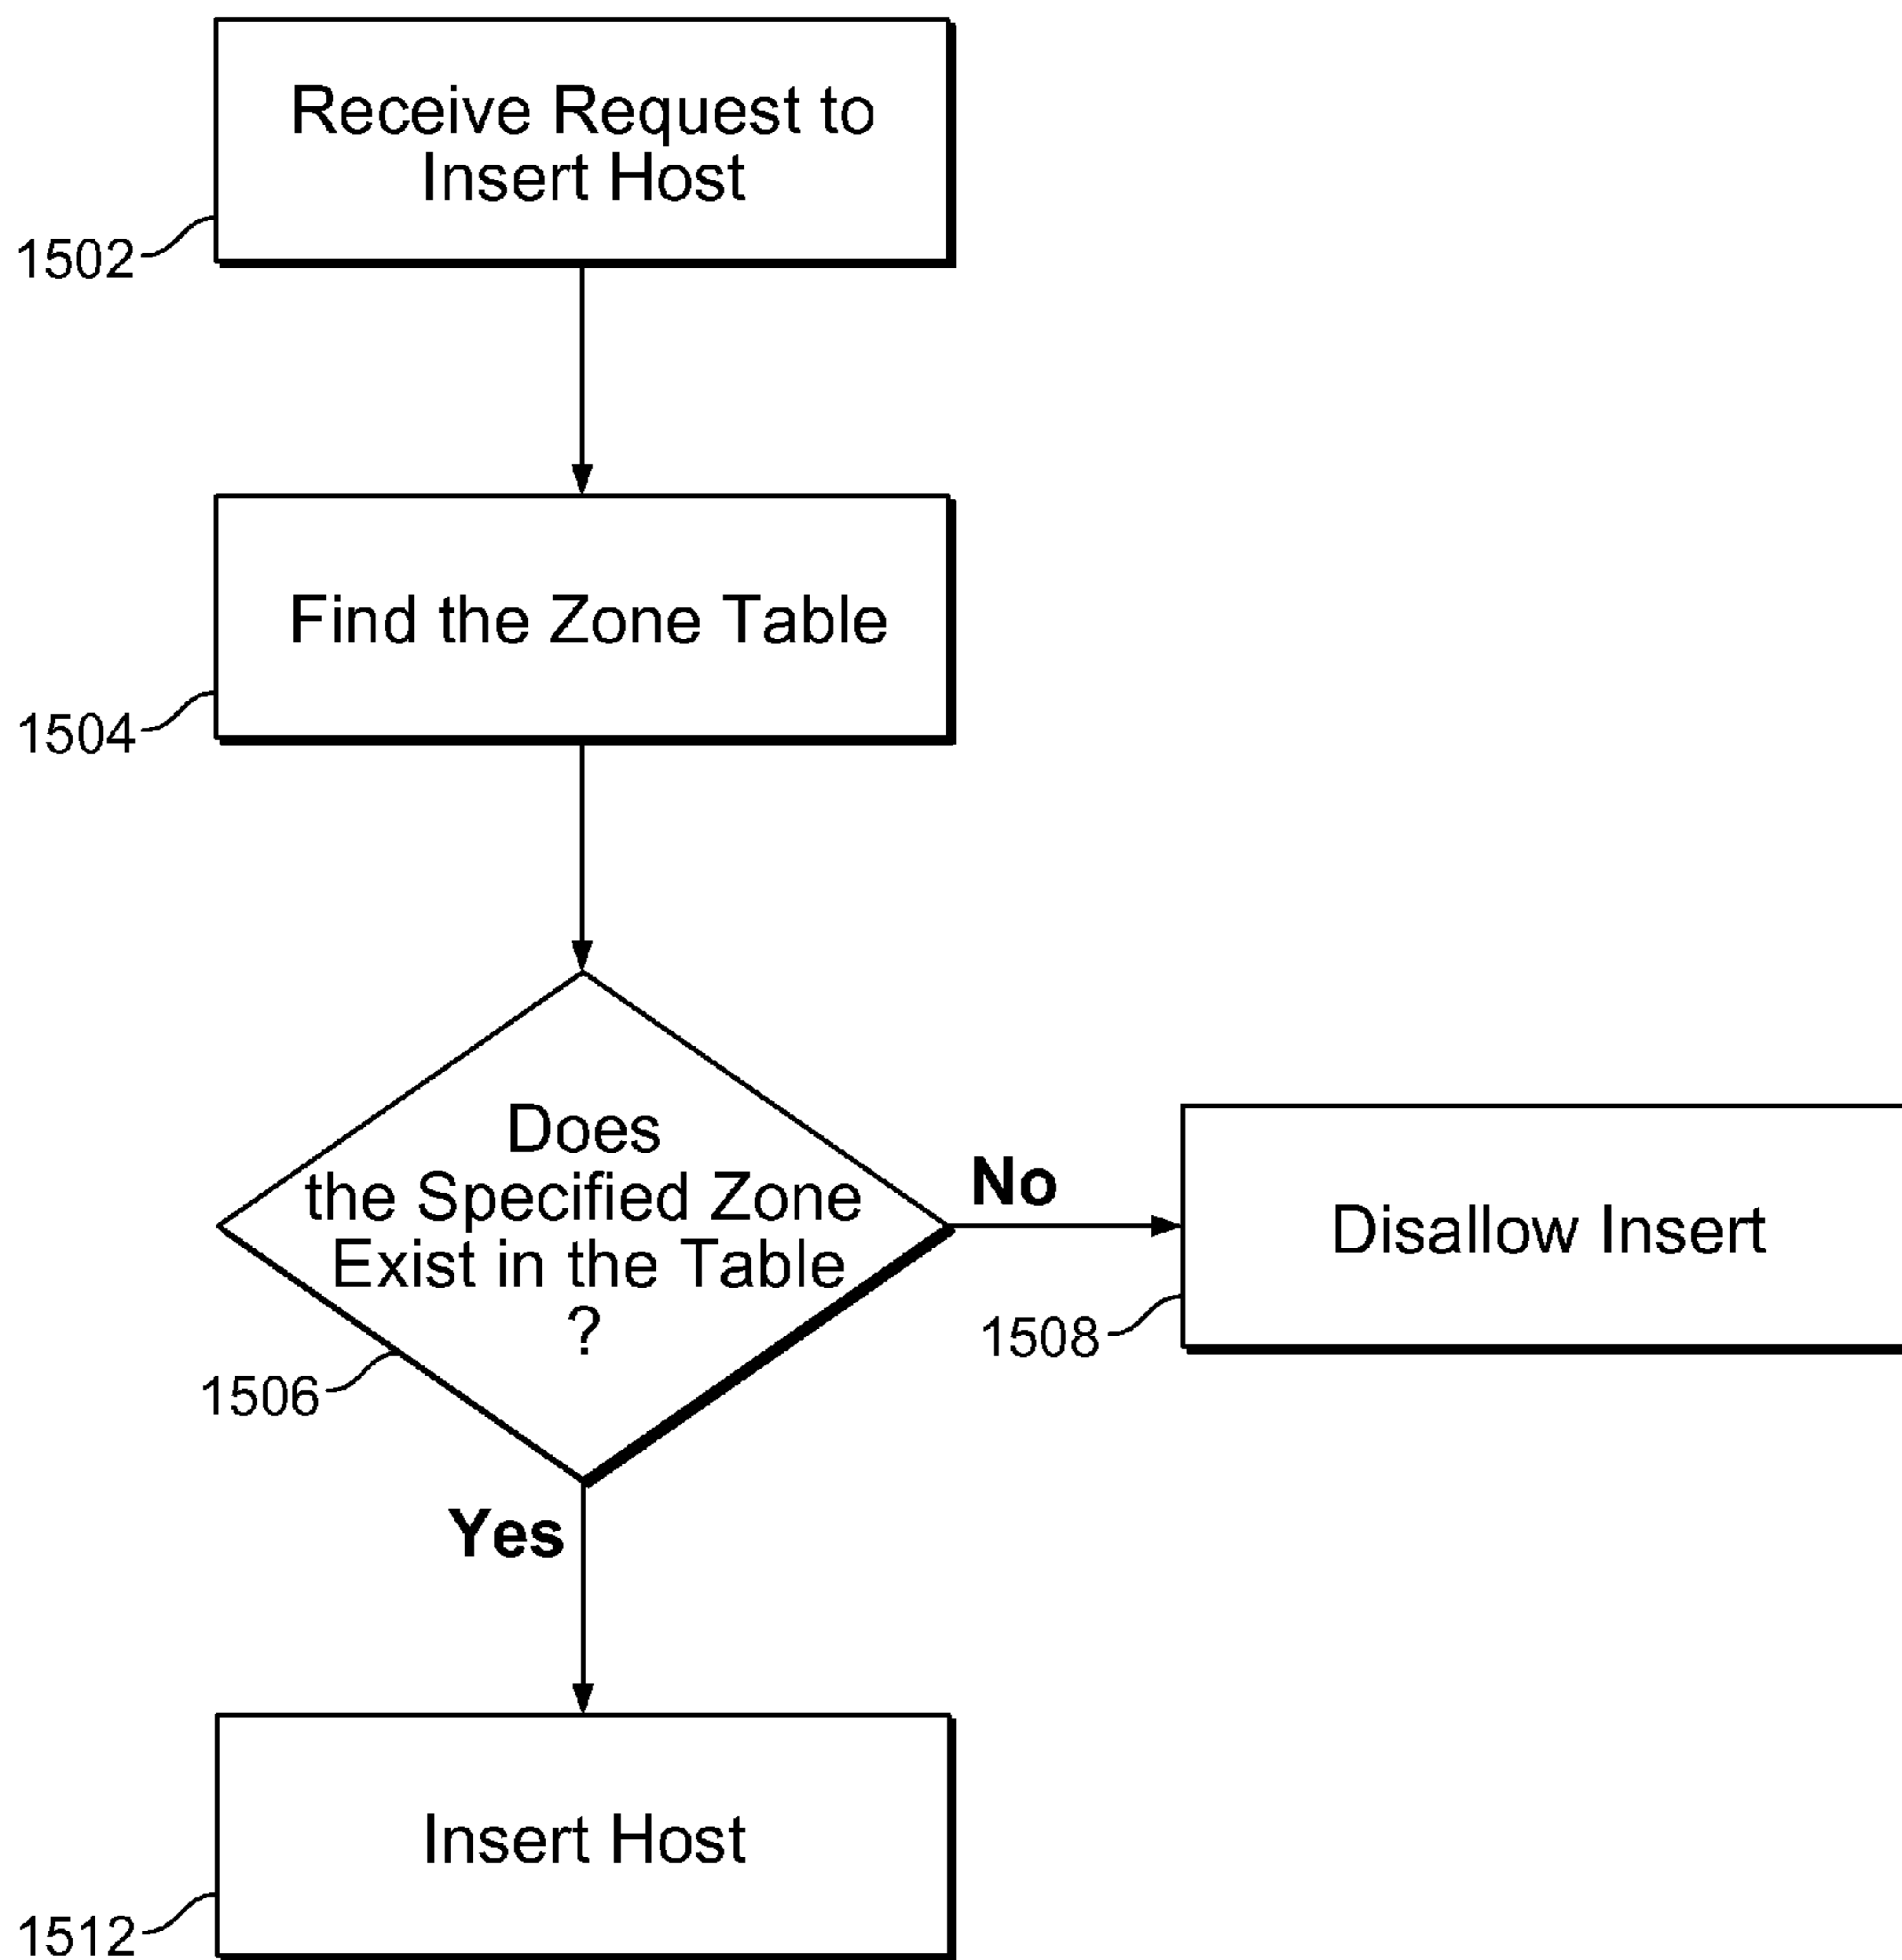 Receive Request to
Insert Host
1502
Find the Zone Table
1504
Does
the Specified Zone
Exist in the Table
?
1506
No
Disallow Insert
1508
Yes
Insert Host
1512